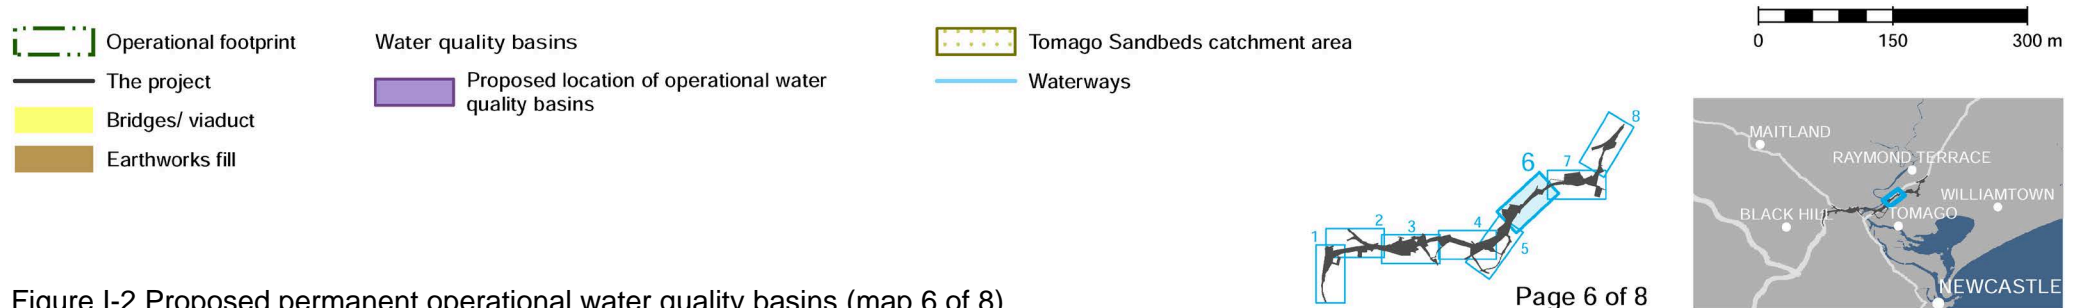 Operational footprint
The project
Bridges/ viaduct
Earthworks fill
Water quality basins
Proposed location of operational water
quality basins
Tomago Sandbeds catchment area
Waterways
0 150 300 m
8
7
6
5
4
3
2
1
MAITLAND
RAYMOND TERRACE
WILLIAMTOWN
BLACK HILL
TOMAGO
NEWCASTLE
Page 6 of 8
Figure I-2 Proposed permanent operational water quality basins (map 6 of 8)